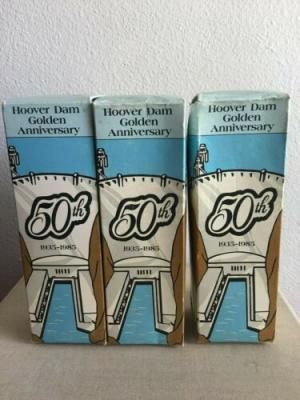 Hoover Dam
Golden
Anniversary
50th
1935-1985
Hoover Dam
Golden
Anniversary
50th
1935-1985
Hoover Dam
Golden
Anniversary
50th
1935-1985